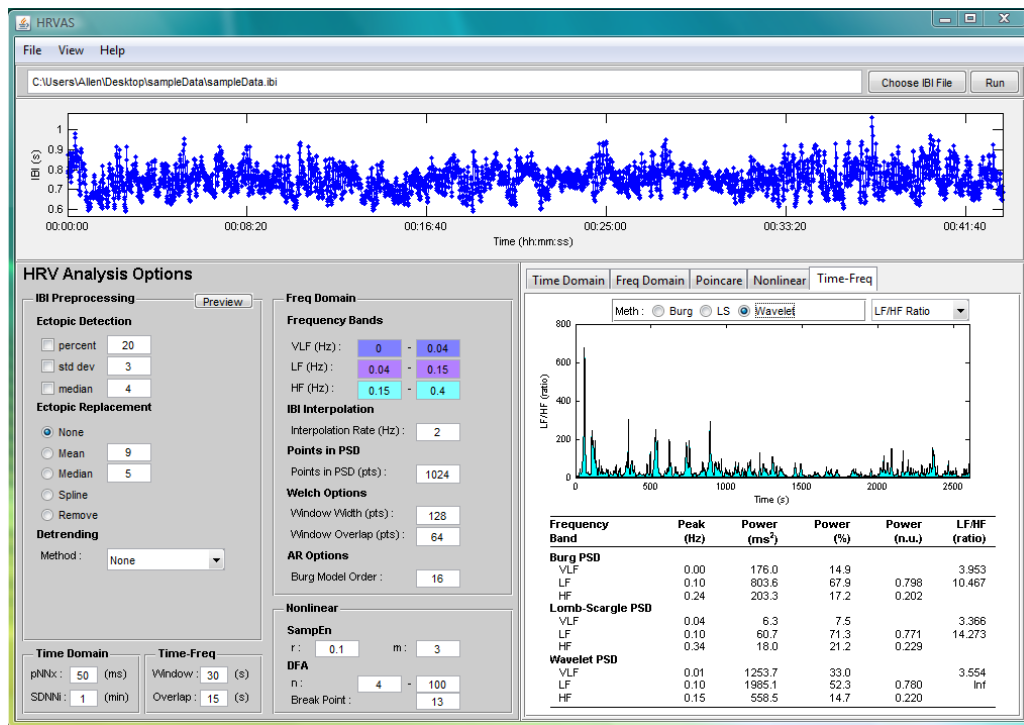 HRVAS
File View Help
C:\Users\Allen\Desktop\sampleData\sampleData.ibi Choose IBI File Run
1
0.9
0.8
0.7
0.6
IBI (s)
00:00:00 00:08:20 00:16:40 00:25:00 00:33:20 00:41:40
Time (hh:mm:ss)
HRV Analysis Options
IBI Preprocessing Preview
Ectopic Detection
percent 20
std dev 3
median 4
Ectopic Replacement
None
Mean 9
Median 5
Spline
Remove
Detrending
Method : None
Time Domain
pNNx : 50 (ms)
SDNNi : 1 (min)
Time-Freq
Window : 30 (s)
Overlap : 15 (s)
Freq Domain
Frequency Bands
VLF (Hz) : 0 - 0.04
LF (Hz) : 0.04 - 0.15
HF (Hz) : 0.15 - 0.4
IBI Interpolation
Interpolation Rate (Hz) : 2
Points in PSD
Points in PSD (pts) : 1024
Welch Options
Window Width (pts) : 128
Window Overlap (pts) : 64
AR Options
Burg Model Order : 16
Nonlinear
SampEn
r : 0.1 m : 3
DFA
n : 4 - 100
Break Point : 13
Time Domain Freq Domain Poincare Nonlinear Time-Freq
Meth : Burg LS Wavelet LF/HF Ratio
800
600
400
200
0
LF/HF (ratio)
0 500 1000 1500 2000 2500
Time (s)
Frequency Peak Power Power Power LF/HF
Band (Hz) (ms²) (%) (n.u.) (ratio)
Burg PSD
VLF 0.00 176.0 14.9 3.953
LF 0.10 803.6 67.9 0.798 10.467
HF 0.24 203.3 17.2 0.202
Lomb-Scargle PSD
VLF 0.04 6.3 7.5 3.366
LF 0.10 60.7 71.3 0.771 14.273
HF 0.34 18.0 21.2 0.229
Wavelet PSD
VLF 0.01 1253.7 33.0 3.554
LF 0.10 1985.1 52.3 0.780 Inf
HF 0.15 558.5 14.7 0.220